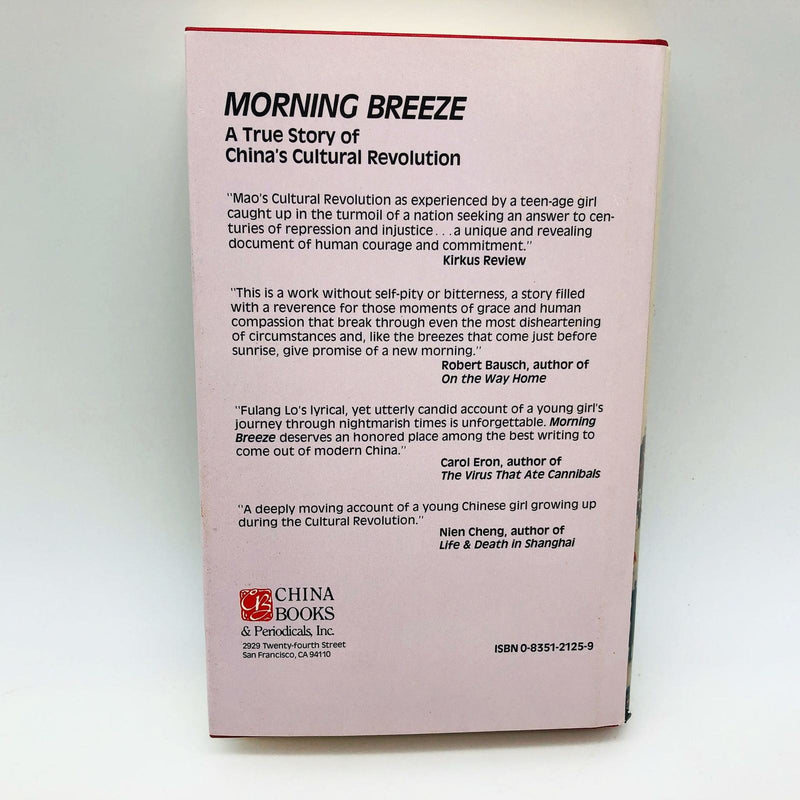 MORNING BREEZE
A True Story of
China's Cultural Revolution
"Mao's Cultural Revolution as experienced by a teen-age girl
caught up in the turmoil of a nation seeking an answer to cen-
turies of repression and injustice...a unique and revealing
document of human courage and commitment."
Kirkus Review
"This is a work without self-pity or bitterness, a story filled
with a reverence for those moments of grace and human
compassion that break through even the most disheartening
of circumstances and, like the breezes that come just before
sunrise, give promise of a new morning."
Robert Bausch, author of
On the Way Home
"Fulang Lo's lyrical, yet utterly candid account of a young girl's
journey through nightmarish times is unforgettable. Morning
Breeze deserves an honored place among the best writing to
come out of modern China."
Carol Eron, author of
The Virus That Ate Cannibals
"A deeply moving account of a young Chinese girl growing up
during the Cultural Revolution."
Nien Cheng, author of
Life & Death in Shanghai
CB CHINA
BOOKS
& Periodicals, Inc.
2929 Twenty-fourth Street
San Francisco, CA 94110
ISBN 0-8351-2125-9